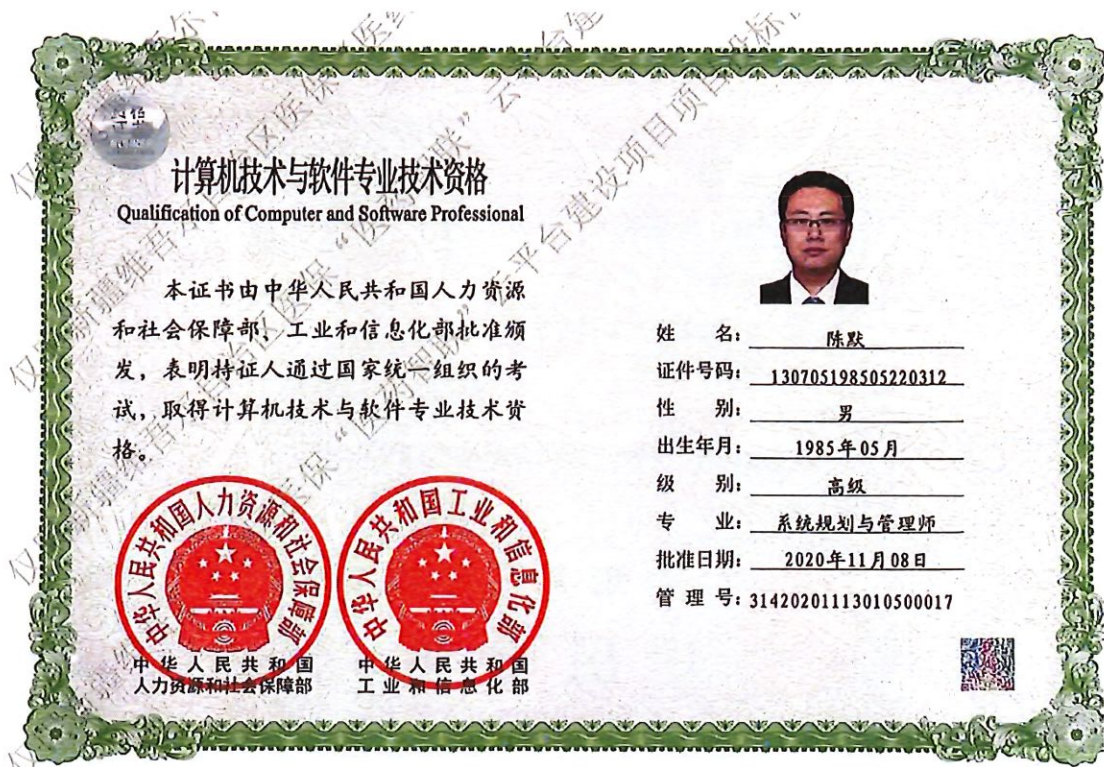 计算机技术与软件专业技术资格
Qualification of Computer and Software Professional
本证书由中华人民共和国人力资源
和社会保障部、工业和信息化部批准颁
发，表明持证人通过国家统一组织的考
试，取得计算机技术与软件专业技术资
格。
中华人民共和国人力资源和社会保障部
中华人民共和国工业和信息化部
中华人民共和国
人力资源和社会保障部
中华人民共和国
工业和信息化部
姓 名： 陈默
证件号码： 130705198505220312
性 别： 男
出生年月： 1985年05月
级 别： 高级
专 业： 系统规划与管理师
批准日期： 2020年11月08日
管 理 号： 31420201113010500017